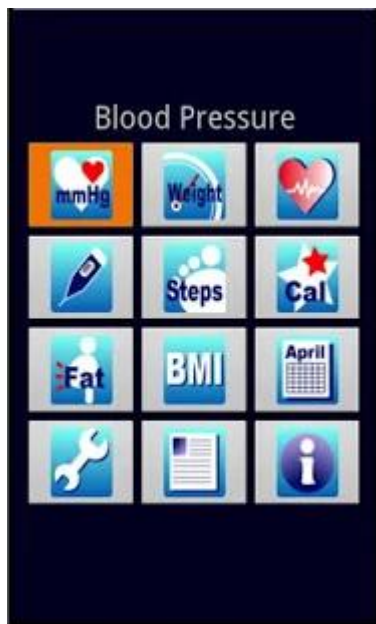 Blood Pressure
mmHg
Weight
Steps
Cal
Fat
BMI
April
i